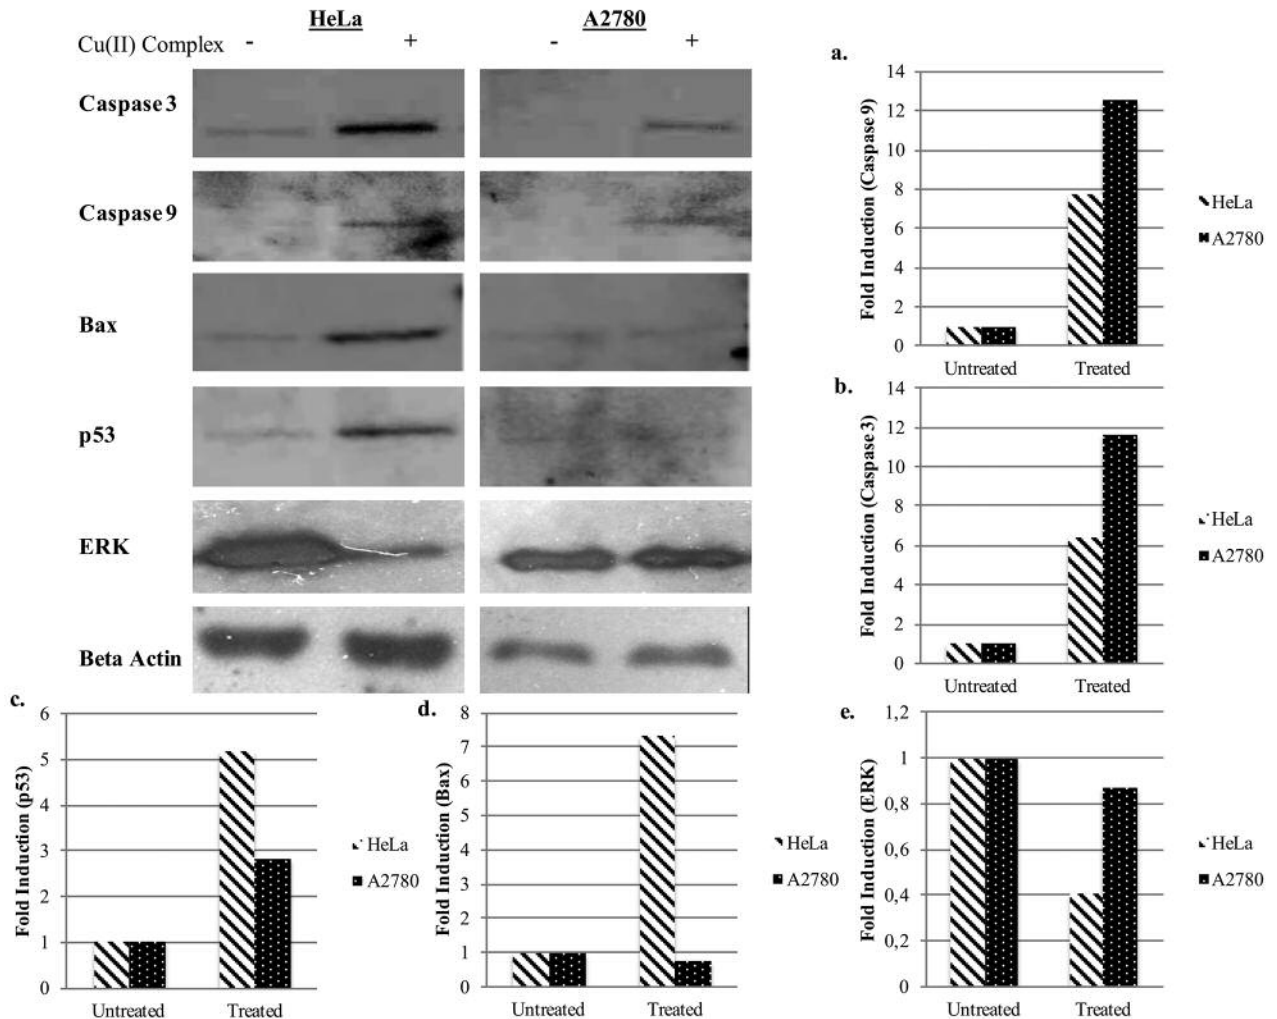 HeLa
A2780
Cu(II) Complex - + - +
Caspase 3
Caspase 9
Bax
p53
ERK
Beta Actin
a.
Fold Induction (Caspase 9)
14
12
10
8
6
4
2
0
Untreated Treated
HeLa
A2780
b.
Fold Induction (Caspase 3)
14
12
10
8
6
4
2
0
Untreated Treated
HeLa
A2780
c.
Fold Induction (p53)
6
5
4
3
2
1
0
Untreated Treated
HeLa
A2780
d.
Fold Induction (Bax)
8
7
6
5
4
3
2
1
0
Untreated Treated
HeLa
A2780
e.
Fold Induction (ERK)
1,2
1
0,8
0,6
0,4
0,2
0
Untreated Treated
HeLa
A2780